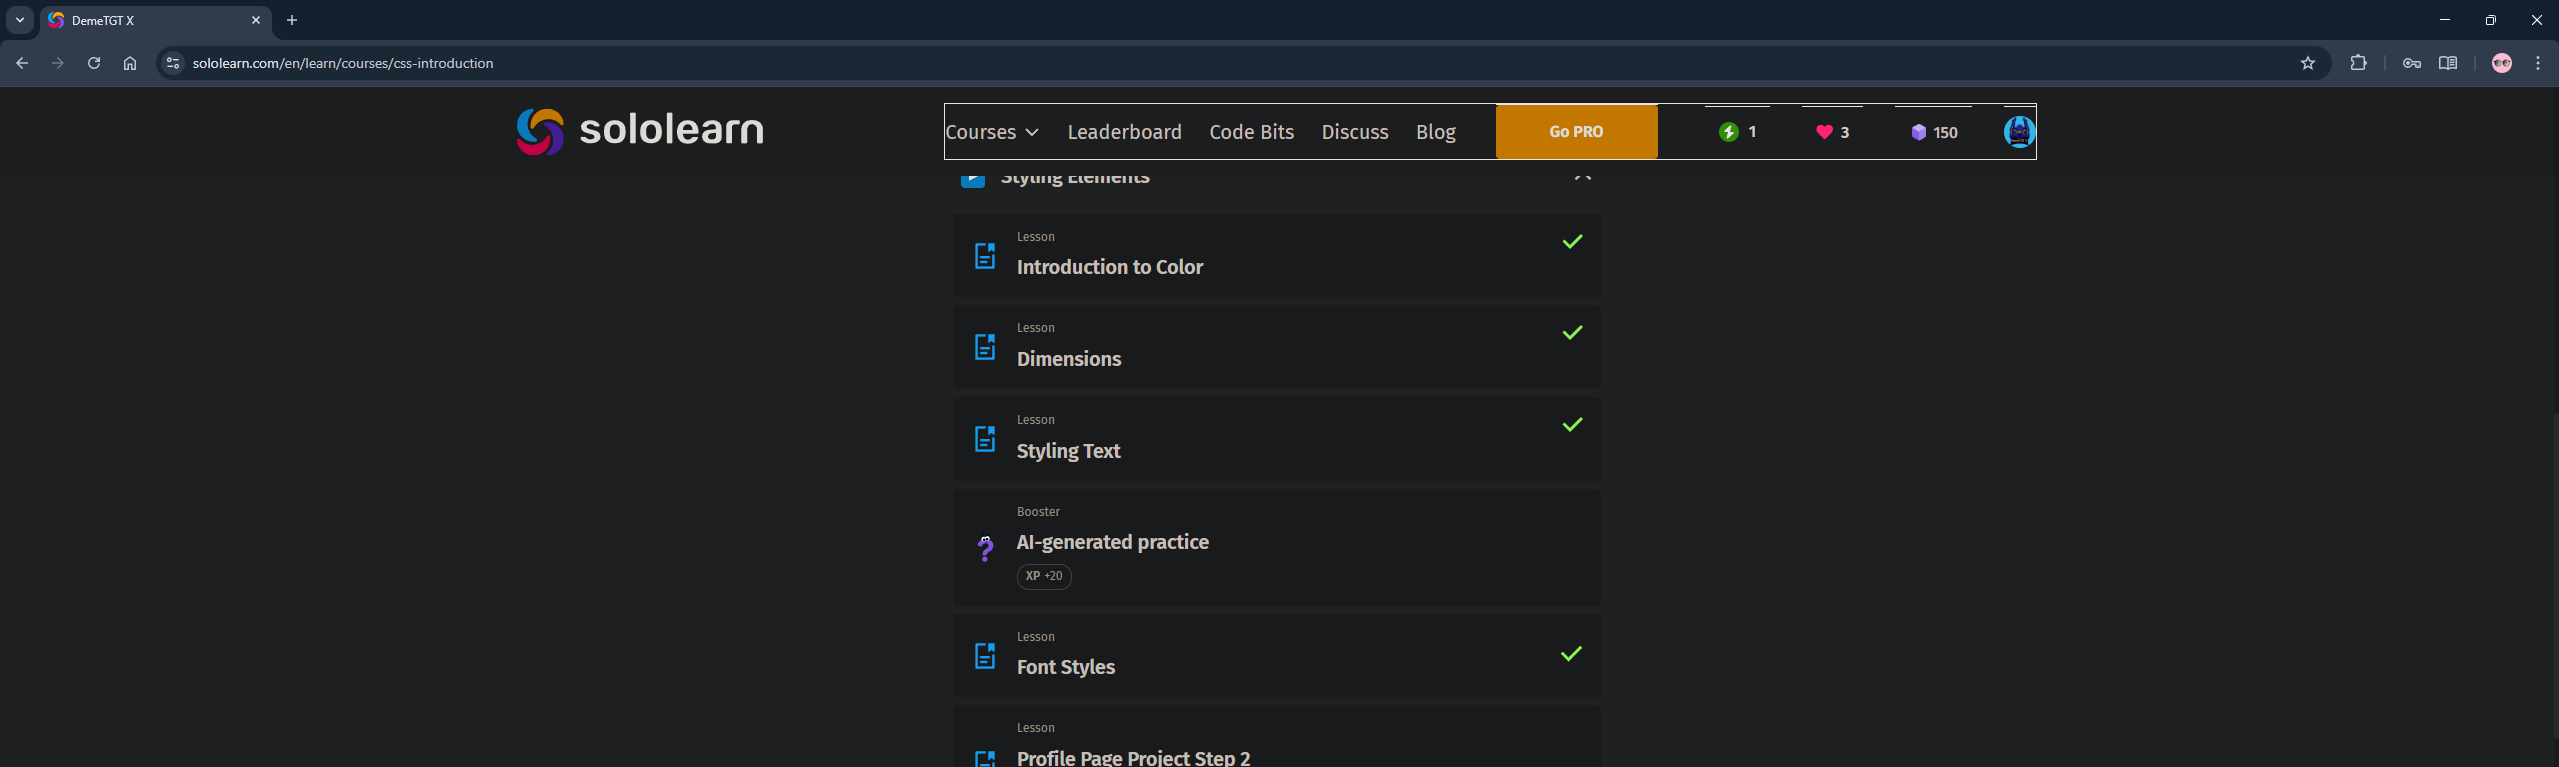 DemeTGT X
sololearn.com/en/learn/courses/css-introduction
sololearn
Courses Leaderboard Code Bits Discuss Blog Go PRO 1 3 150
Styling Elements
Lesson
Introduction to Color
Lesson
Dimensions
Lesson
Styling Text
Booster
AI-generated practice
XP +20
Lesson
Font Styles
Lesson
Profile Page Project Step 2